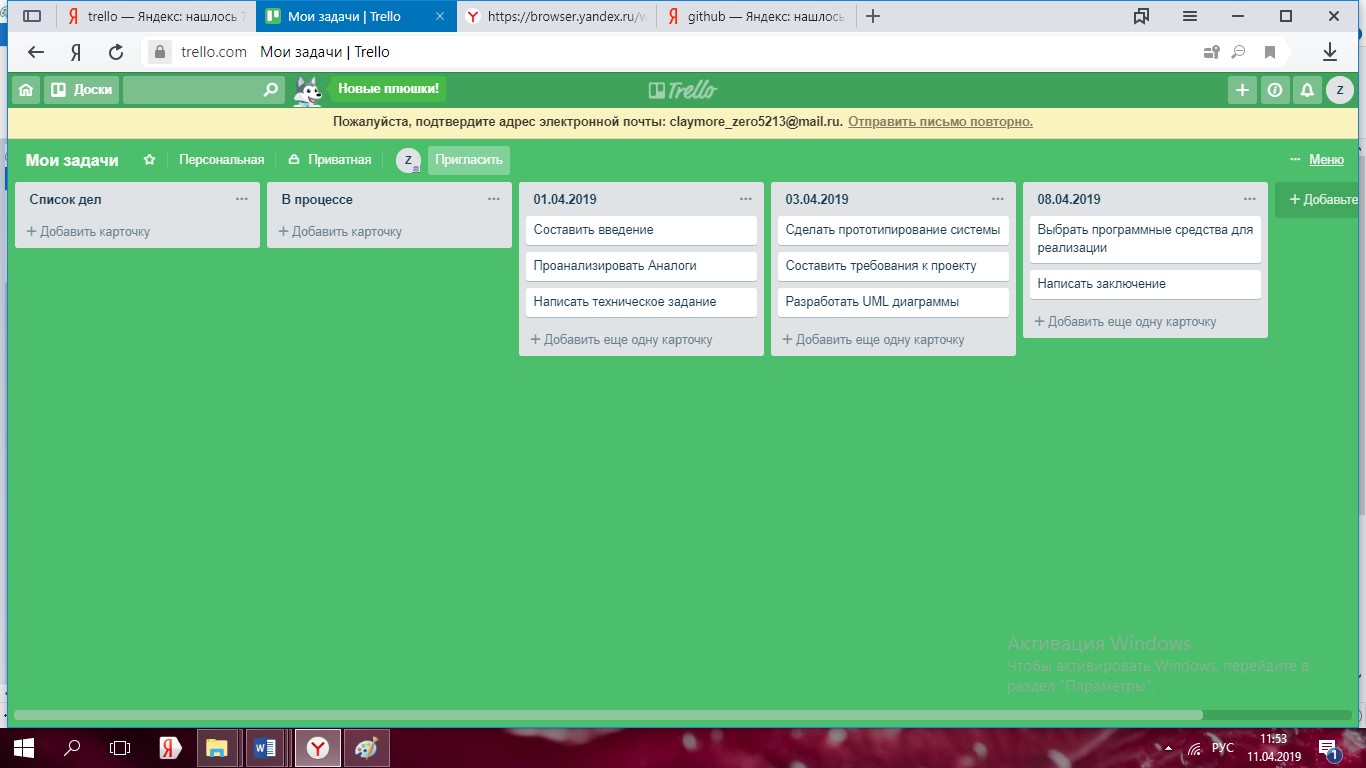 trello — Яндекс: нашлось 7
Мои задачи | Trello
https://browser.yandex.ru/w
github — Яндекс: нашлось
Я
trello.com Мои задачи | Trello
Доски
Новые плюшки!
Trello
Z
Пожалуйста, подтвердите адрес электронной почты: claymore_zero5213@mail.ru. Отправить письмо повторно.
Мои задачи
Персональная
Приватная
Z
Пригласить
Меню
Список дел
+ Добавить карточку
В процессе
+ Добавить карточку
01.04.2019
Составить введение
Проанализировать Аналоги
Написать техническое задание
+ Добавить еще одну карточку
03.04.2019
Сделать прототипирование системы
Составить требования к проекту
Разработать UML диаграммы
+ Добавить еще одну карточку
08.04.2019
Выбрать программные средства для
реализации
Написать заключение
+ Добавить еще одну карточку
+ Добавьте
Активация Windows
Чтобы активировать Windows, перейдите в
раздел "Параметры".
РУС
11:53
11.04.2019
1